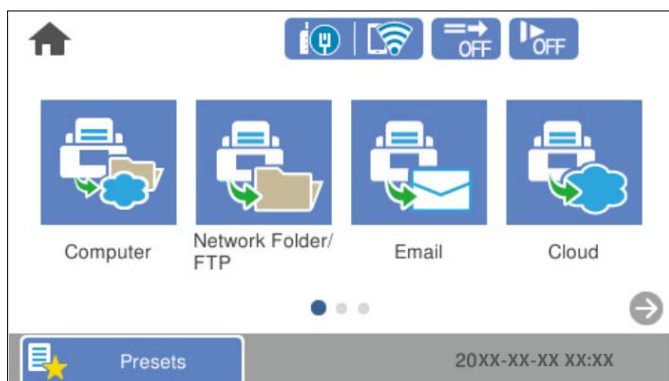 OFF
OFF
Computer
Network Folder/
FTP
Email
Cloud
Presets
20XX-XX-XX XX:XX